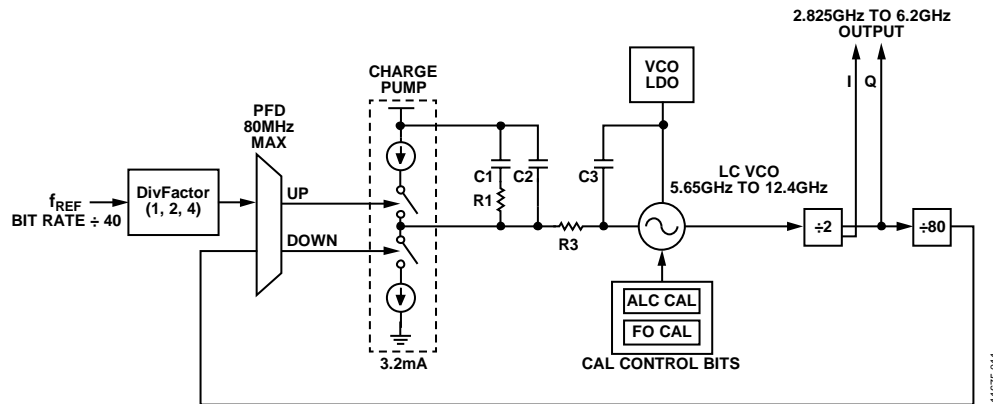 2.825GHz TO 6.2GHz
OUTPUT
I
Q
CHARGE
PUMP
VCO
LDO
PFD
80MHz
MAX
C1
C2
C3
R1
LC VCO
5.65GHz TO 12.4GHz
fREF
BIT RATE ÷ 40
DivFactor
(1, 2, 4)
UP
DOWN
R3
÷2
÷80
ALC CAL
FO CAL
CAL CONTROL BITS
3.2mA